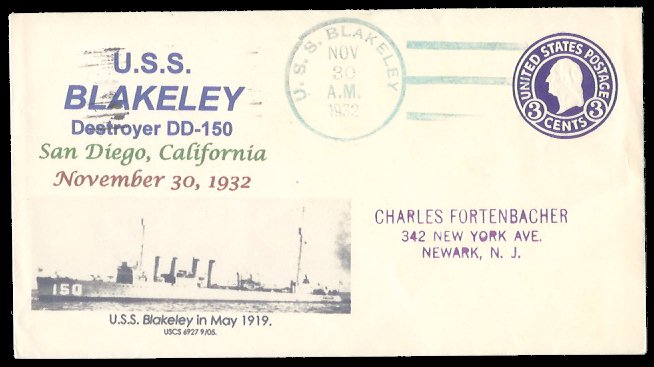 U.S.S.
BLAKELEY
Destroyer DD-150
San Diego, California
November 30, 1932
U. S. S. BLAKELEY
NOV
30
A.M.
1932
UNITED STATES POSTAGE
3 CENTS 3
CHARLES FORTENBACHER
342 NEW YORK AVE.
NEWARK, N. J.
150
U.S.S. Blakeley in May 1919.
USCS 6927 9/05.